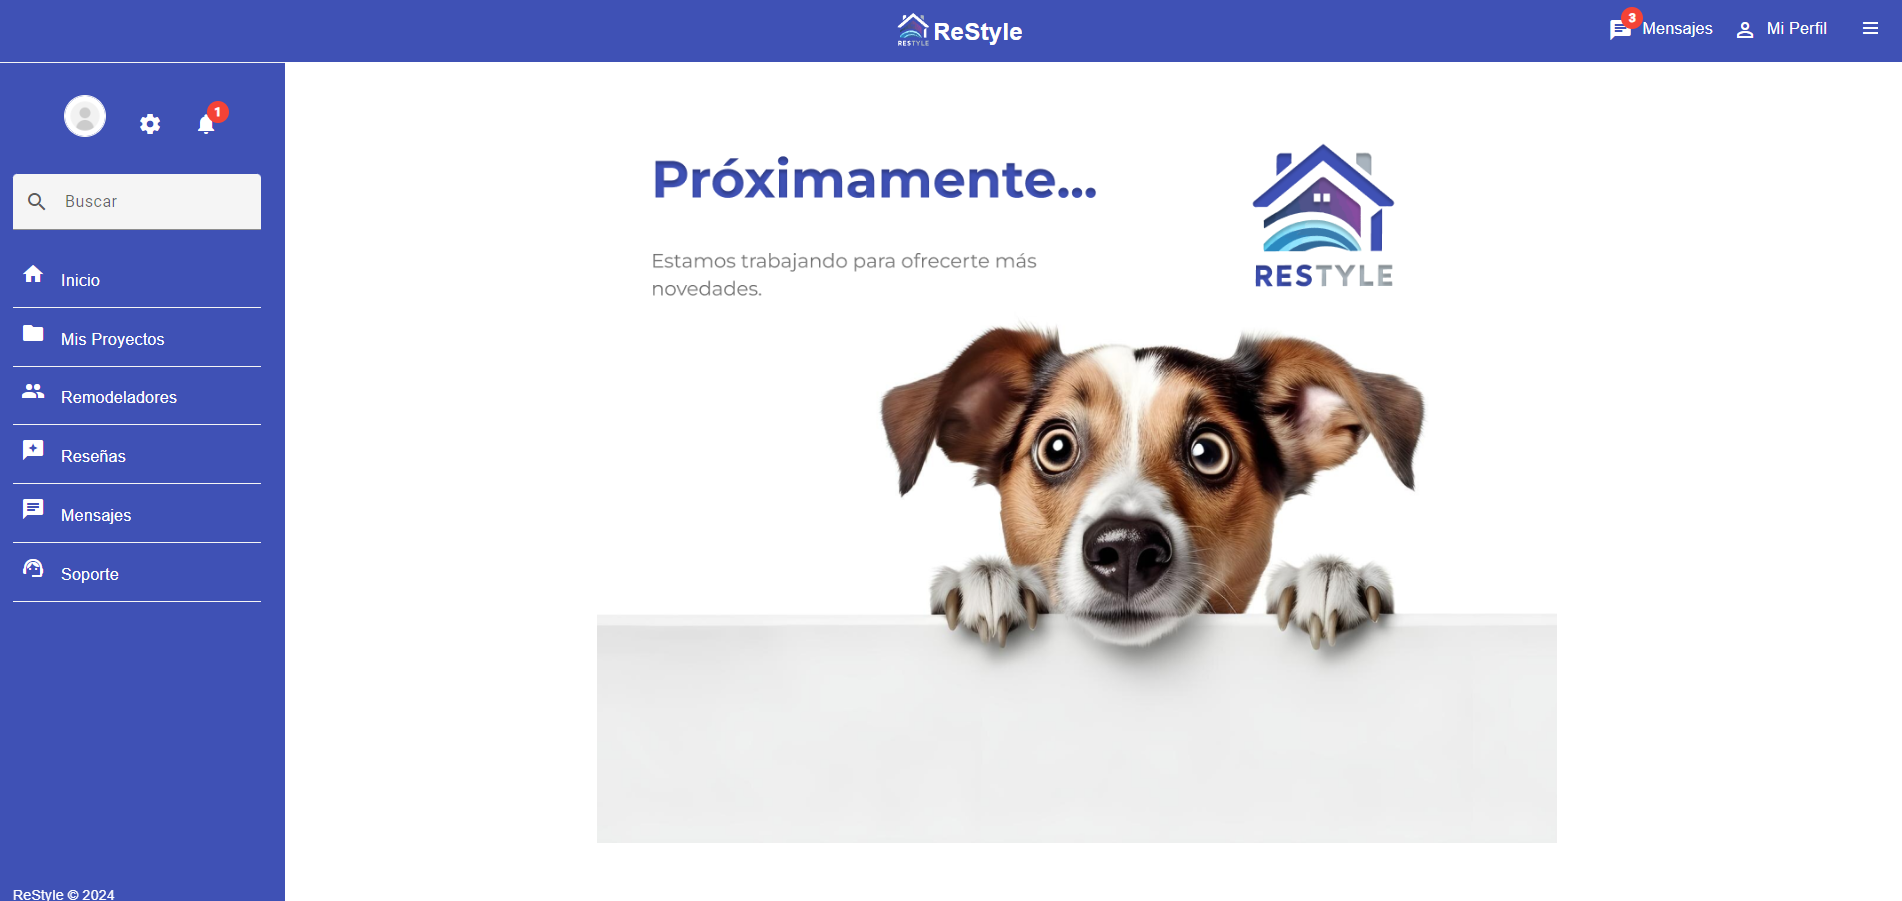 RESTYLE
ReStyle
3
Mensajes
Mi Perfil
1
Buscar
Inicio
Mis Proyectos
Remodeladores
Reseñas
Mensajes
Soporte
ReStyle © 2024
Próximamente...
Estamos trabajando para ofrecerte más
novedades.
RESTYLE